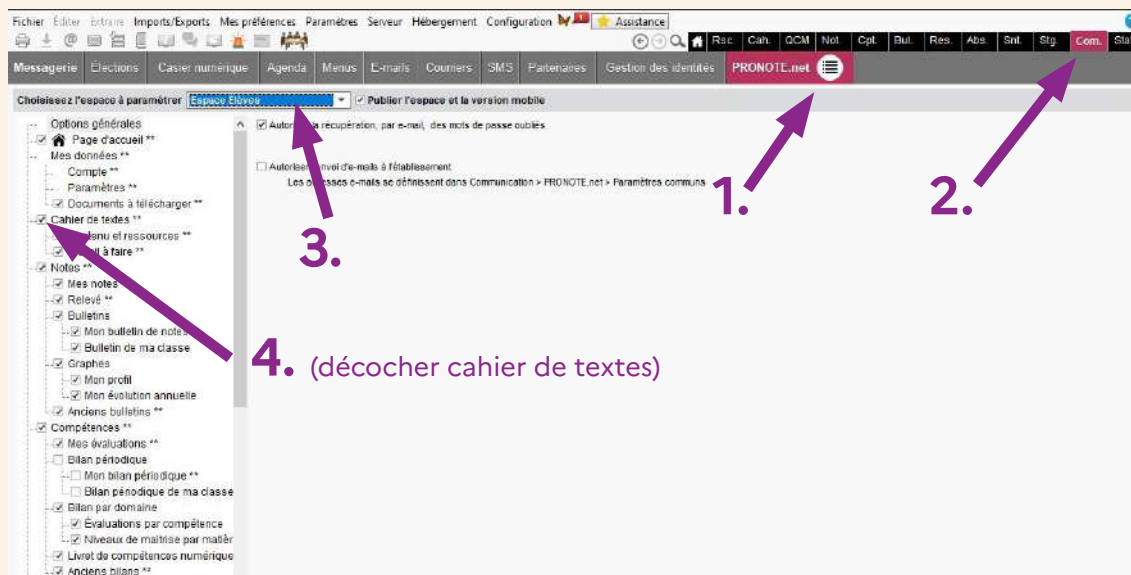 Fichier Éditer Extraire Imports/Exports Mes préférences Paramètres Serveur Hébergement Configuration Assistance
Rsc. Cah. QCM Not. Cpt. Bul. Res. Abs. Snt. Stg. Com. Sta
Messagerie Élections Casier numérique Agenda Menus E-mails Courriers SMS Partenaires Gestion des identités PRONOTE.net
Choisissez l'espace à paramétrer Espace Élèves Publier l'espace et la version mobile
Options générales
Page d'accueil **
Mes données **
Compte **
Paramètres **
Documents à télécharger **
Cahier de textes **
et ressources **
à faire **
Notes **
Mes notes
Relevé **
Bulletins
Mon bulletin de notes
Bulletin de ma classe
Graphes
Mon profil
Mon évolution annuelle
Anciens bulletins **
Compétences **
Mes évaluations **
Bilan périodique
Mon bilan périodique **
Bilan périodique de ma classe
Bilan par domaine
Évaluations par compétence
Niveaux de maîtrise par matièr
Livret de compétences numérique
Anciens bilans **
la récupération, par e-mail, des mots de passe oubliés
Autoriser envoi d'e-mails à l'établissement
Les e-mails se définissent dans Communication > PRONOTE.net > Paramètres communs
1.
2.
3.
4. (décocher cahier de textes)